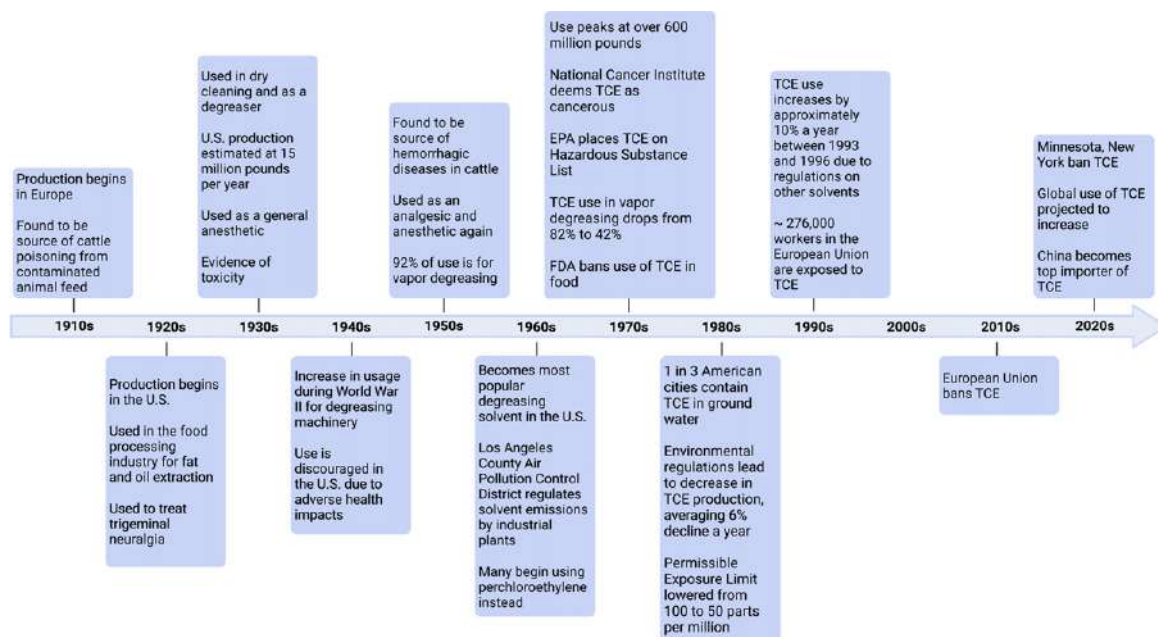 Production begins
in Europe
Found to be
source of cattle
poisoning from
contaminated
animal feed
Used in dry
cleaning and as a
degreaser
U.S. production
estimated at 15
million pounds
per year
Used as a general
anesthetic
Evidence of
toxicity
Found to be
source of
hemorrhagic
diseases in cattle
Used as an
analgesic and
anesthetic again
92% of use is for
vapor degreasing
Use peaks at over 600
million pounds
National Cancer Institute
deems TCE as
cancerous
EPA places TCE on
Hazardous Substance
List
TCE use in vapor
degreasing drops from
82% to 42%
FDA bans use of TCE in
food
TCE use
increases by
approximately
10% a year
between 1993
and 1996 due to
regulations on
other solvents
~ 276,000
workers in the
European Union
are exposed to
TCE
Minnesota, New
York ban TCE
Global use of TCE
projected to
increase
China becomes
top importer of
TCE
1910s 1920s 1930s 1940s 1950s 1960s 1970s 1980s 1990s 2000s 2010s 2020s
Production begins
in the U.S.
Used in the food
processing
industry for fat
and oil extraction
Used to treat
trigeminal
neuralgia
Increase in usage
during World War
II for degreasing
machinery
Use is
discouraged in
the U.S. due to
adverse health
impacts
Becomes most
popular
degreasing
solvent in the U.S.
Los Angeles
County Air
Pollution Control
District regulates
solvent emissions
by industrial
plants
Many begin using
perchloroethylene
instead
1 in 3 American
cities contain
TCE in ground
water
Environmental
regulations lead
to decrease in
TCE production,
averaging 6%
decline a year
Permissible
Exposure Limit
lowered from
100 to 50 parts
per million
European Union
bans TCE